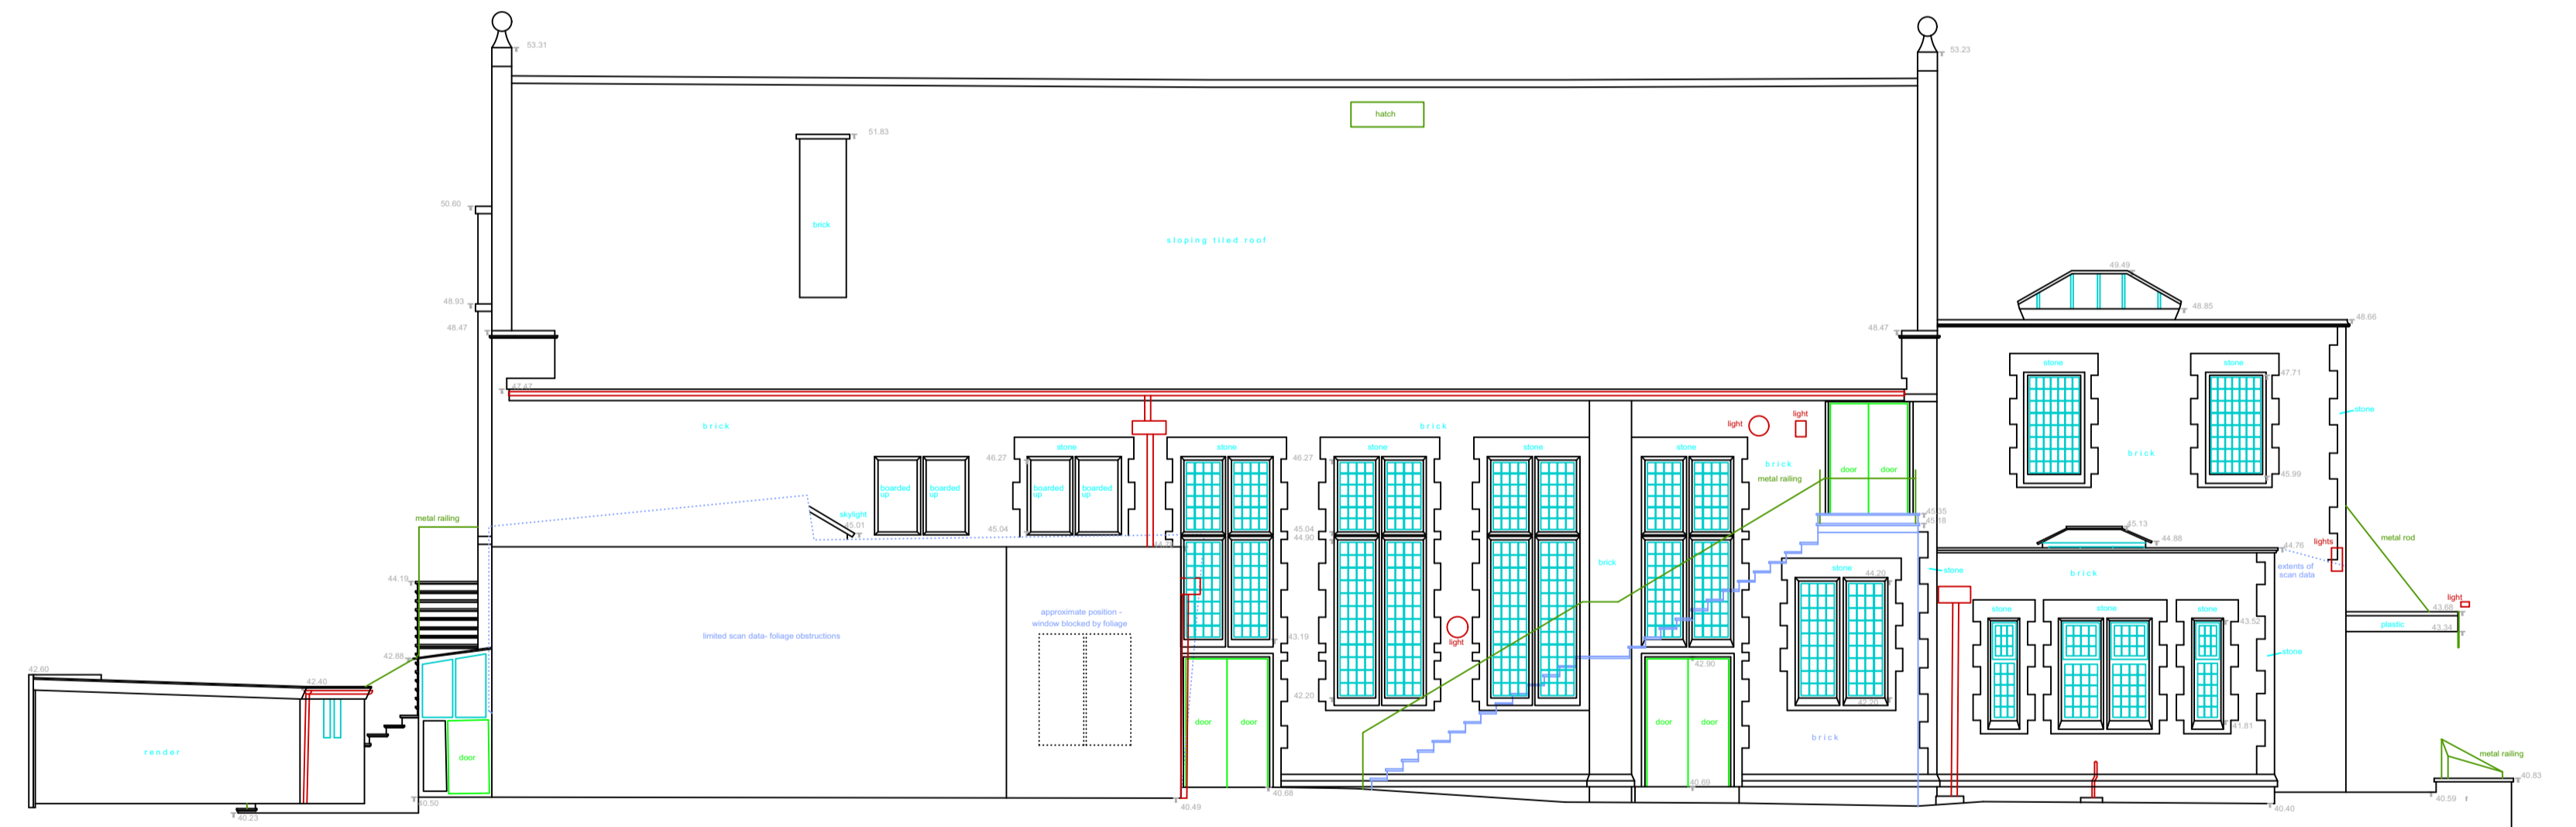 53.31
53.23
hatch
51.83
50.60
brick
sloping tiled roof
49.49
48.93
48.85
48.47
48.47
48.66
stone
stone
47.47
47.71
stone
brick
brick
light
light
stone
stone
stone
stone
stone
46.27
46.27
brick
brick
door
door
metal railing
45.99
boarded
up
boarded
up
boarded
up
boarded
up
skylight
45.01
45.04
45.04
44.90
metal railing
45.35
45.18
45.13
44.88
44.76
metal rod
lights
extents of
scan data
brick
stone
brick
stone
44.20
44.19
light
43.68
43.52
plastic
43.34
stone
stone
stone
approximate position -
window blocked by foliage
limited scan data- foliage obstructions
43.19
light
stone
42.88
42.90
42.60
42.40
42.20
42.20
41.81
door
door
door
door
brick
render
door
metal railing
40.83
40.69
40.68
40.59
40.50
40.49
40.40
40.23